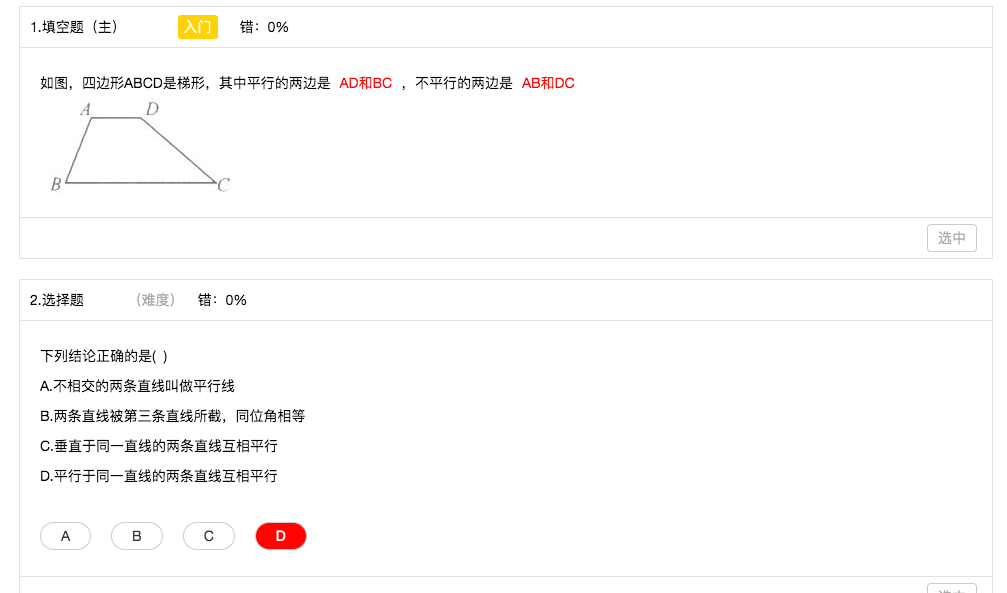 1.填空题（主） 入门 错：0%
如图，四边形ABCD是梯形，其中平行的两边是 AD和BC ，不平行的两边是 AB和DC
A D
B C
选中
2.选择题 （难度） 错：0%
下列结论正确的是( )
A.不相交的两条直线叫做平行线
B.两条直线被第三条直线所截，同位角相等
C.垂直于同一直线的两条直线互相平行
D.平行于同一直线的两条直线互相平行
A B C D